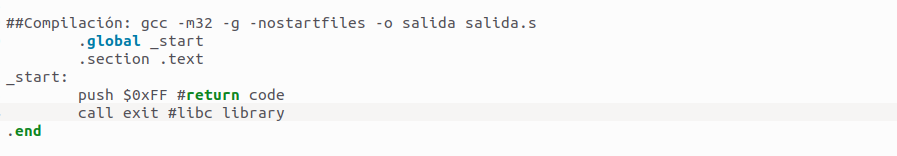 ##Compilación: gcc -m32 -g -nostartfiles -o salida salida.s
.global _start
.section .text
_start:
push $0xFF #return code
call exit #libc library
.end